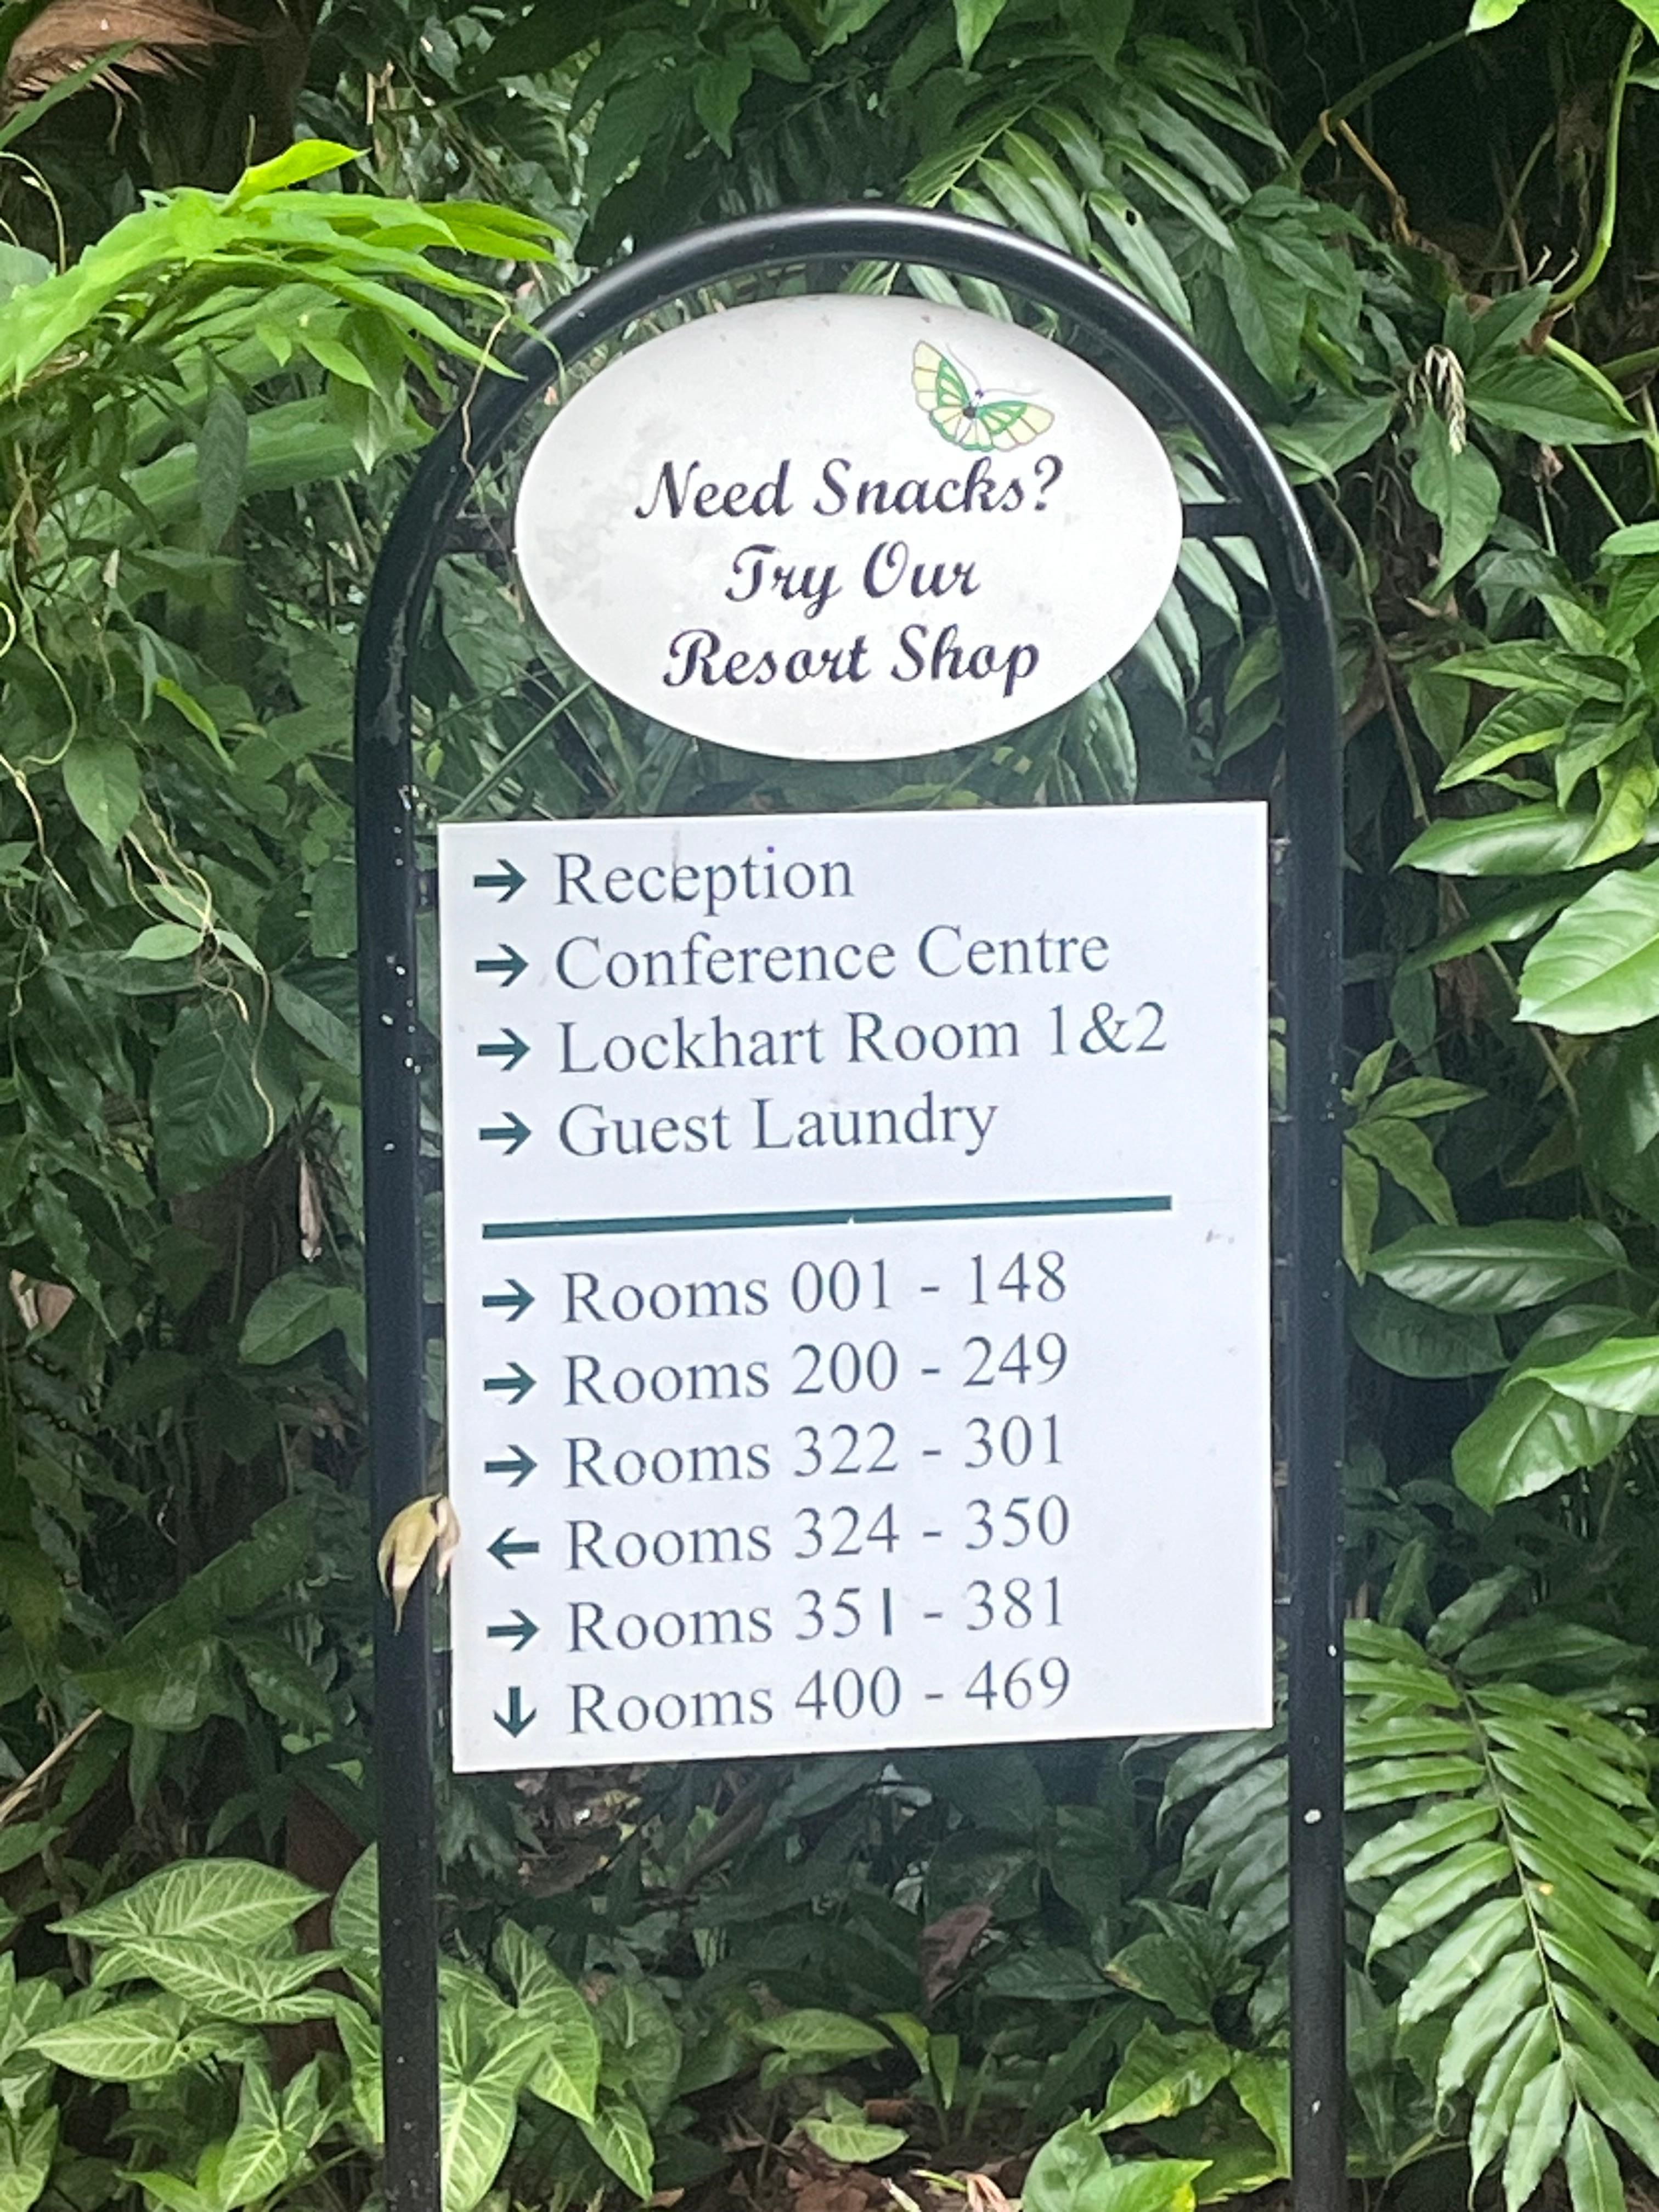 Need Snacks?
Try Our
Resort Shop
→ Reception
→ Conference Centre
→ Lockhart Room 1&2
→ Guest Laundry
→ Rooms 001 - 148
→ Rooms 200 - 249
→ Rooms 322 - 301
← Rooms 324 - 350
→ Rooms 351 - 381
↓ Rooms 400 - 469